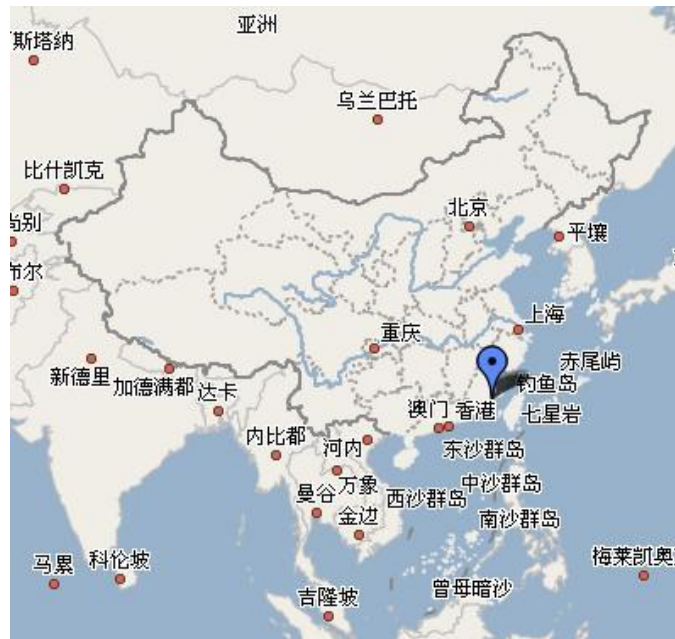 亚洲
斯塔纳
乌兰巴托
比什凯克
北京
尚别
平壤
布尔
上海
重庆
赤尾屿
新德里
加德满都
达卡
钓鱼岛
澳门
香港
七星岩
内比都
河内
东沙群岛
万象
中沙群岛
曼谷
西沙群岛
金边
南沙群岛
马累
科伦坡
梅莱凯奥
曾母暗沙
吉隆坡